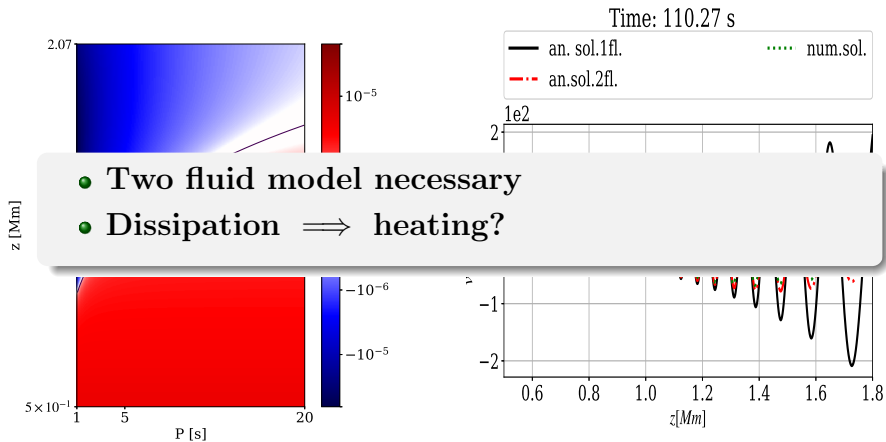 Time: 110.27 s
an. sol.1fl.
num.sol.
an.sol.2fl.
2.07
10⁻⁵
1e2
2
Two fluid model necessary
Dissipation ⟹ heating?
z [Mm]
−10⁻⁶
−1
−10⁻⁵
−2
5×10⁻¹
1 5 20
P [s]
0.6 0.8 1.0 1.2 1.4 1.6 1.8
z[Mm]